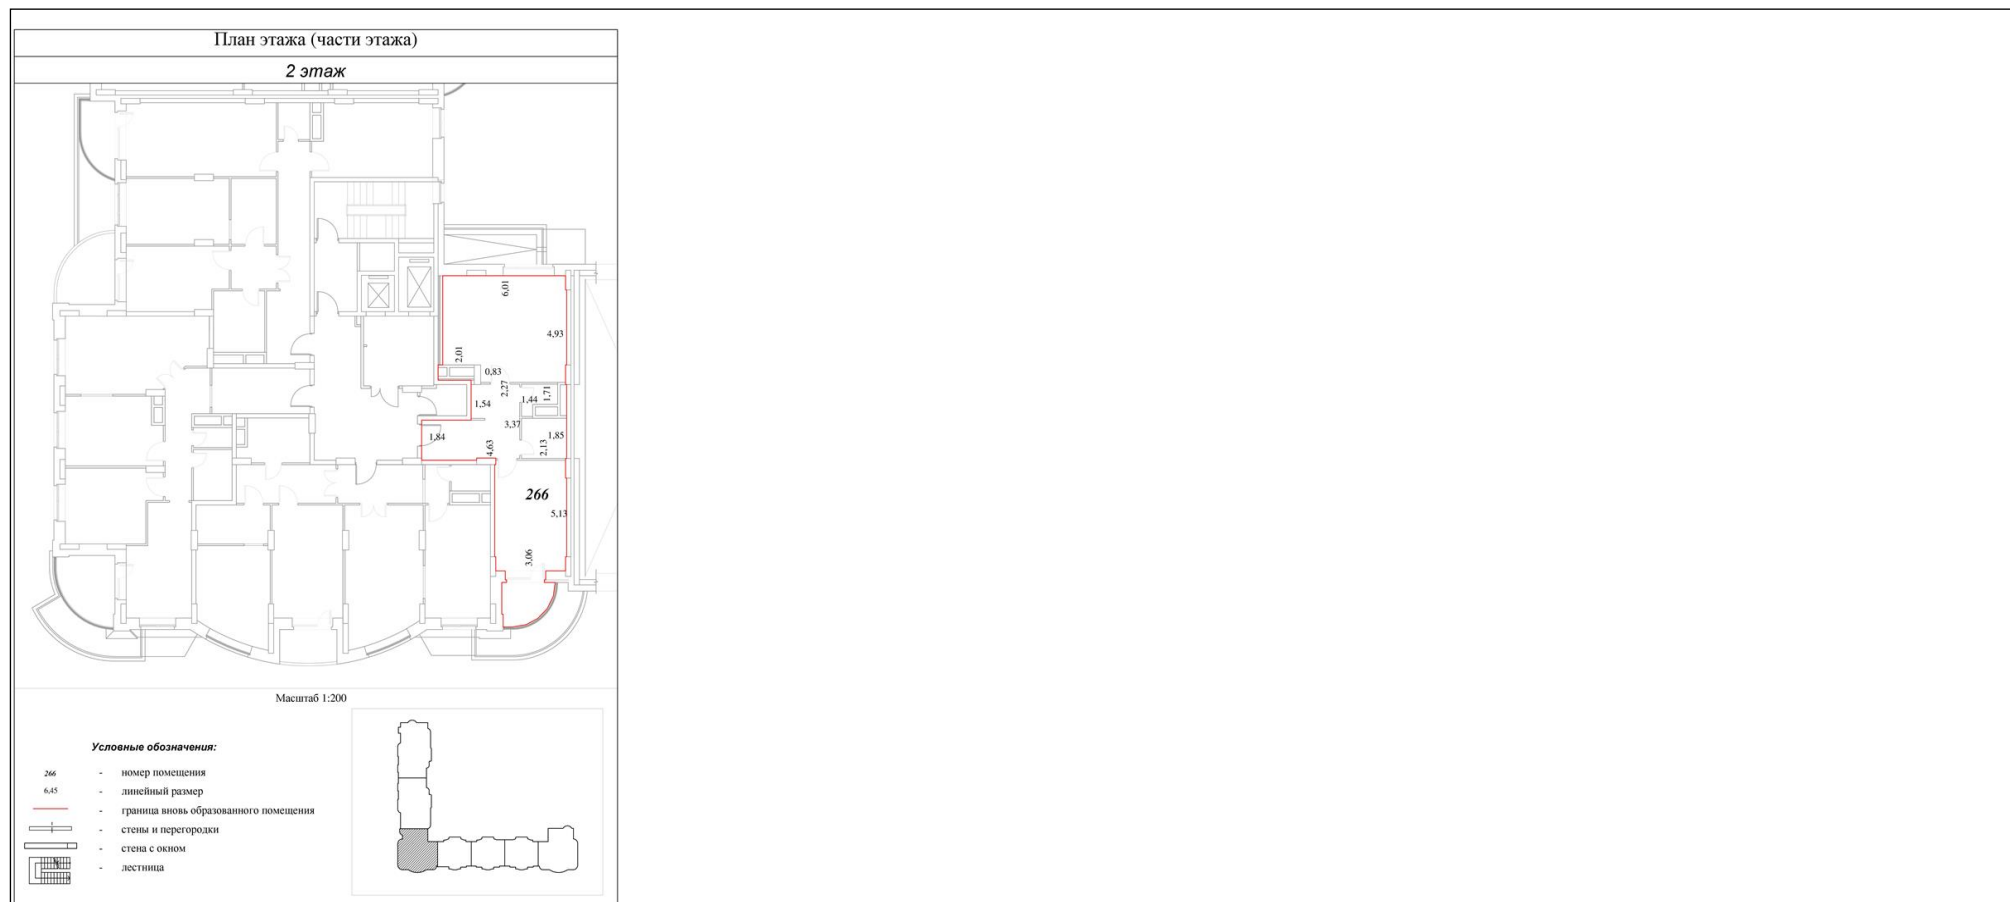 План этажа (части этажа)
2 этаж
6,01
4,93
2,01
0,83
2,27
1,44
1,71
1,54
3,37
1,84
4,63
2,13
1,85
266
5,13
3,06
Масштаб 1:200
Условные обозначения:
266 - номер помещения
6,45 - линейный размер
- граница вновь образованного помещения
- стены и перегородки
- стена с окном
- лестница